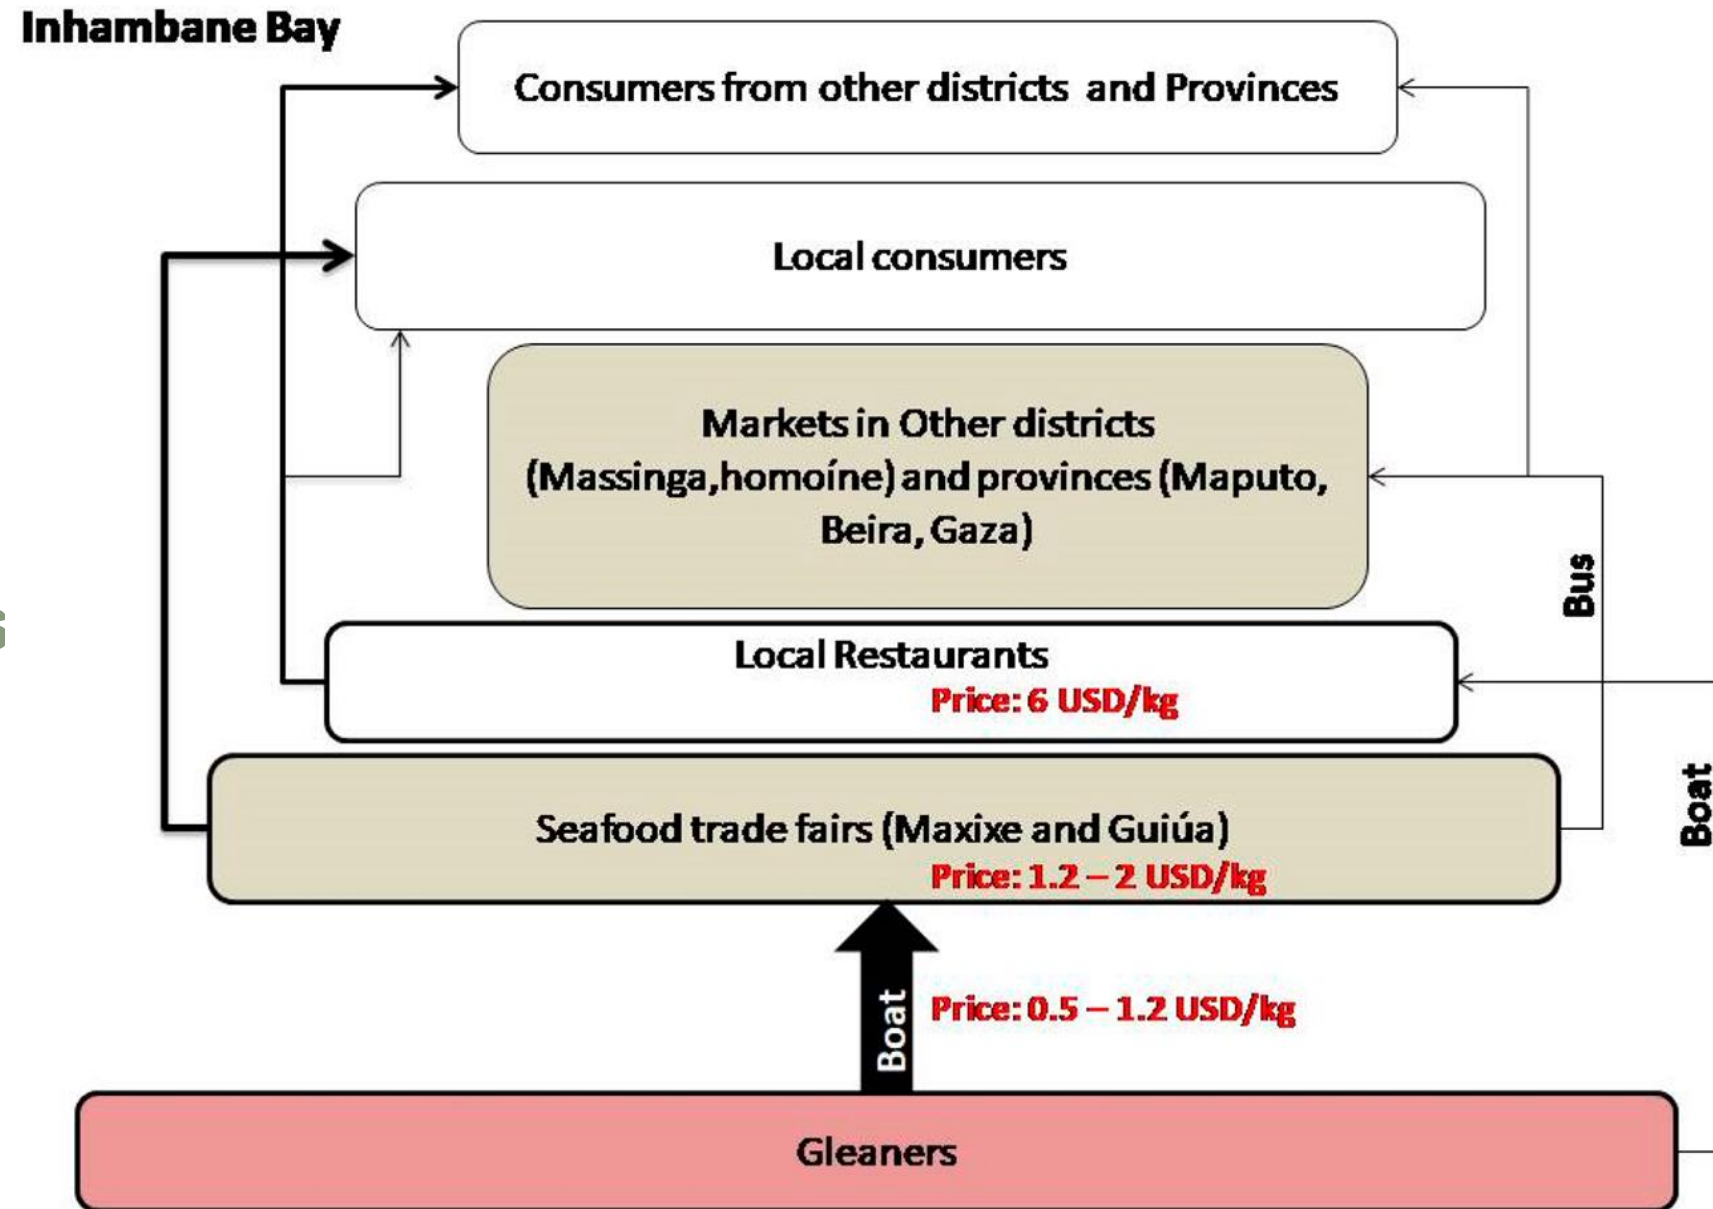 Inhambane Bay
Consumers from other districts and Provinces
Local consumers
Markets in Other districts
(Massinga,homoíne) and provinces (Maputo,
Beira, Gaza)
Bus
Local Restaurants
Price: 6 USD/kg
Boat
Seafood trade fairs (Maxixe and Guiúa)
Price: 1.2 – 2 USD/kg
Boat
Price: 0.5 – 1.2 USD/kg
Gleaners